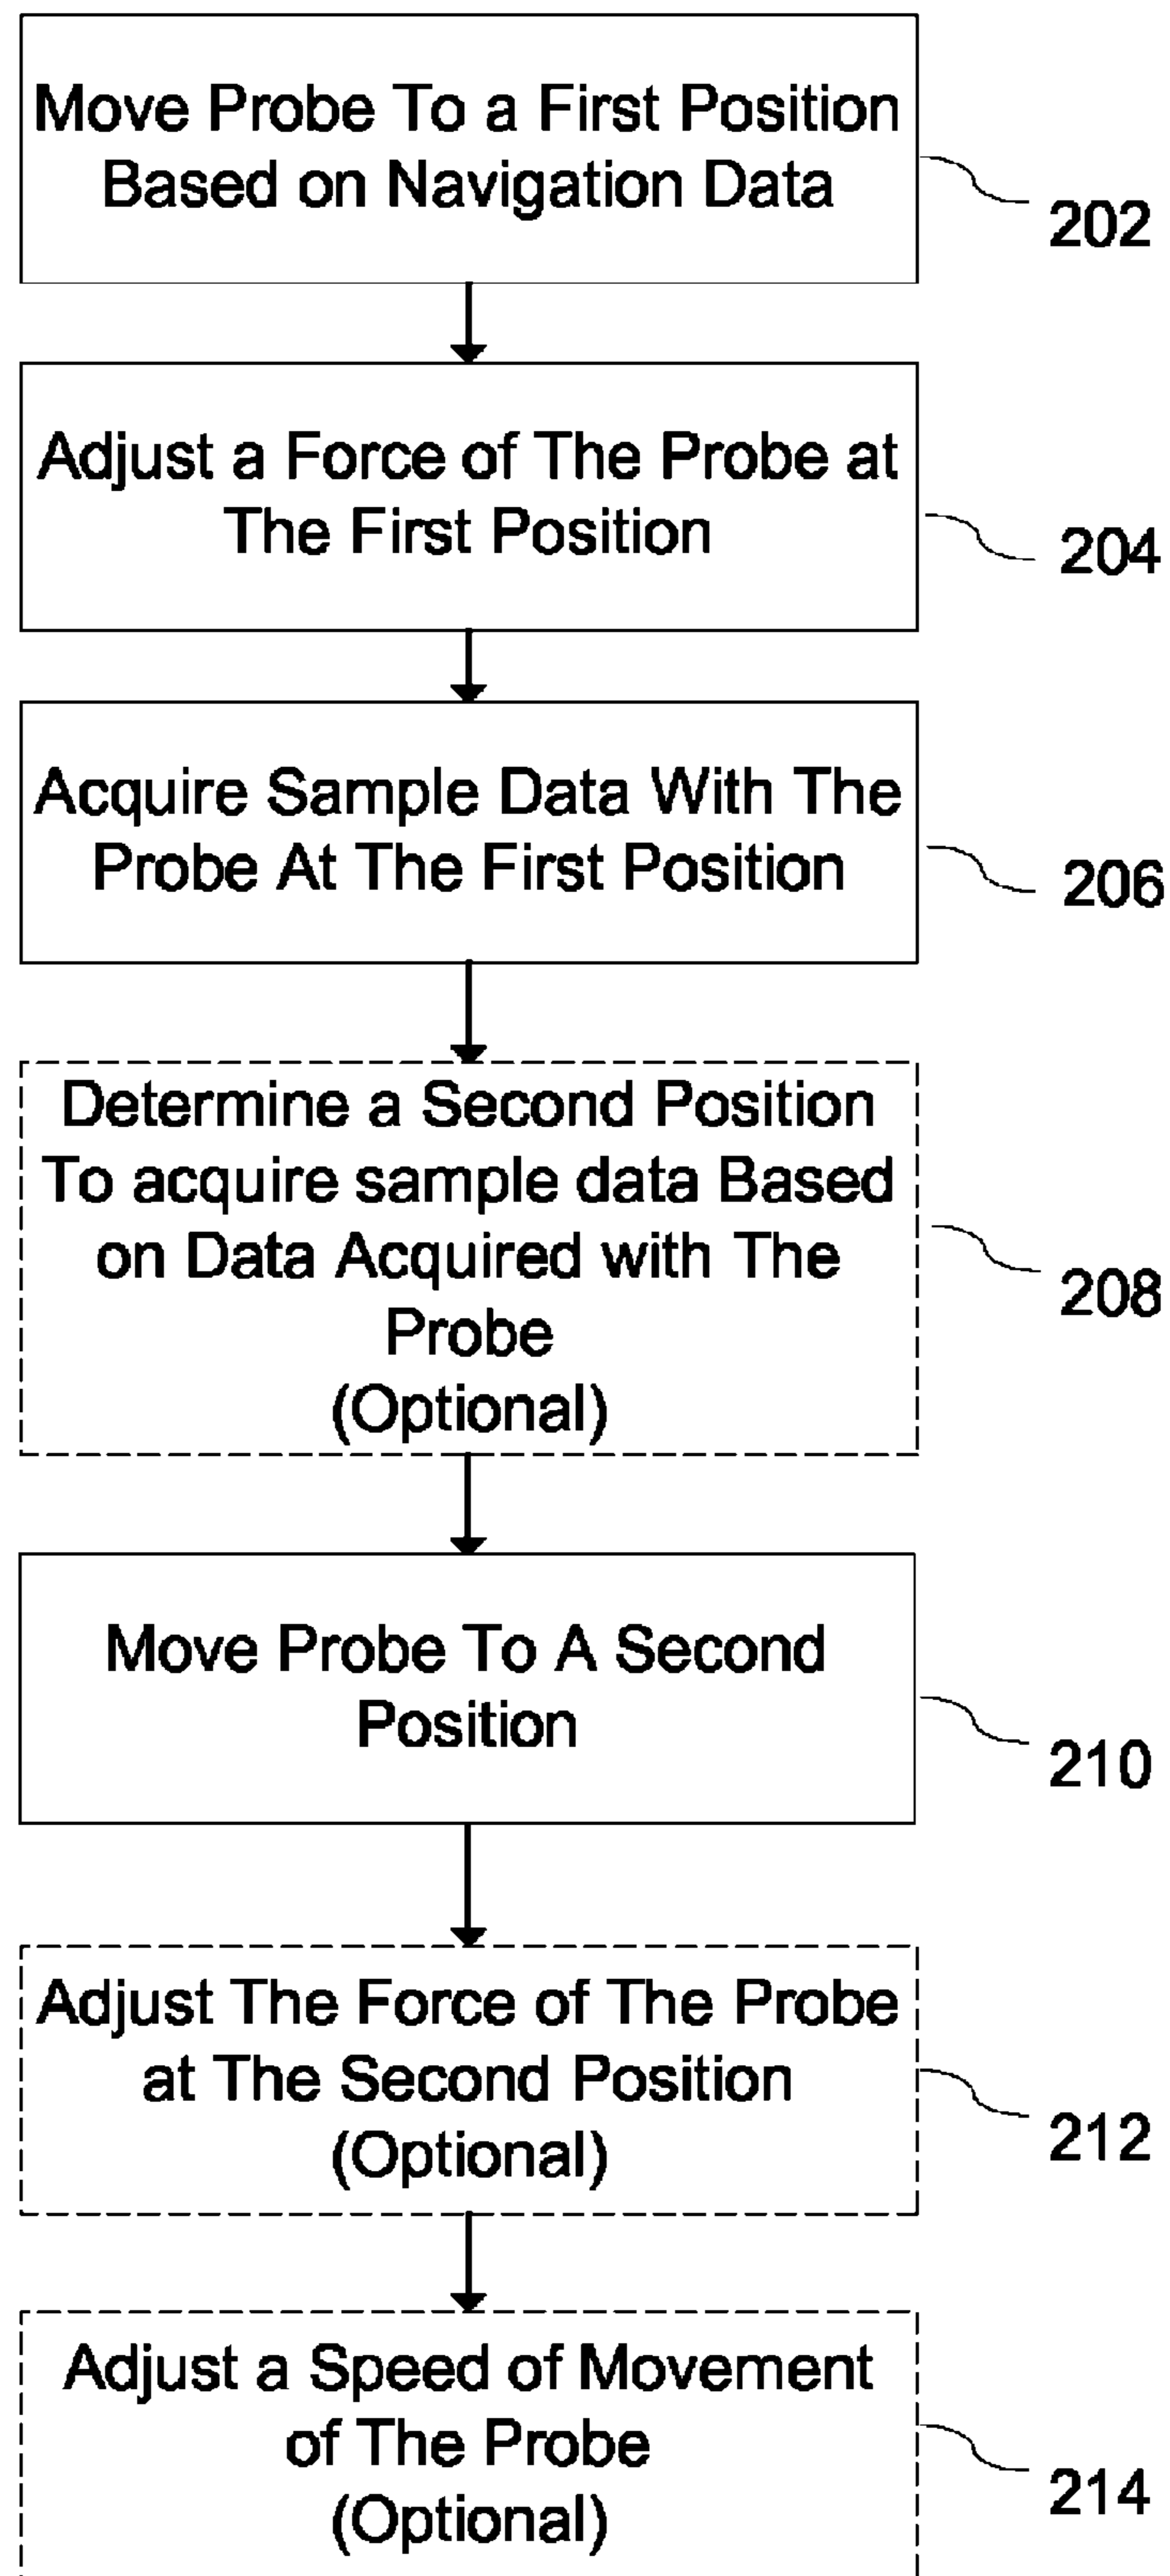 Move Probe To a First Position
Based on Navigation Data
202
Adjust a Force of The Probe at
The First Position
204
Acquire Sample Data With The
Probe At The First Position
206
Determine a Second Position
To acquire sample data Based
on Data Acquired with The
Probe
(Optional)
208
Move Probe To A Second
Position
210
Adjust The Force of The Probe
at The Second Position
(Optional)
212
Adjust a Speed of Movement
of The Probe
(Optional)
214